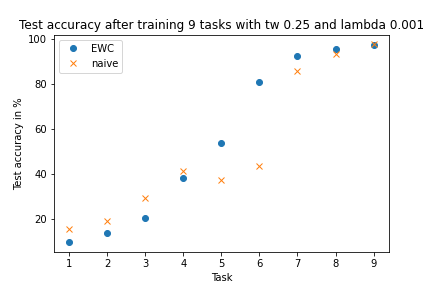 Test accuracy after training 9 tasks with tw 0.25 and lambda 0.001
100
80
60
40
20
Test accuracy in %
EWC
naive
1 2 3 4 5 6 7 8 9
Task